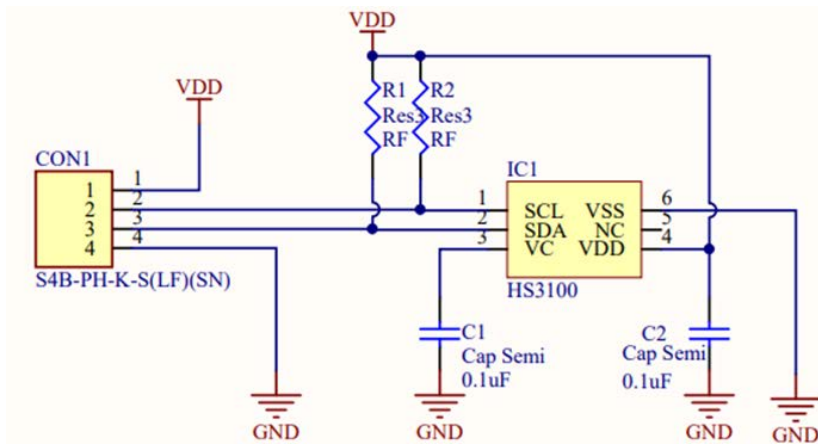 VDD
VDD
R1
Res3
RF
R2
Res3
RF
CON1
1
2
3
4
1
2
3
4
S4B-PH-K-S(LF)(SN)
IC1
1
2
3
SCL
SDA
VC
VSS
NC
VDD
6
5
4
HS3100
C1
Cap Semi
0.1uF
C2
Cap Semi
0.1uF
GND
GND
GND
GND